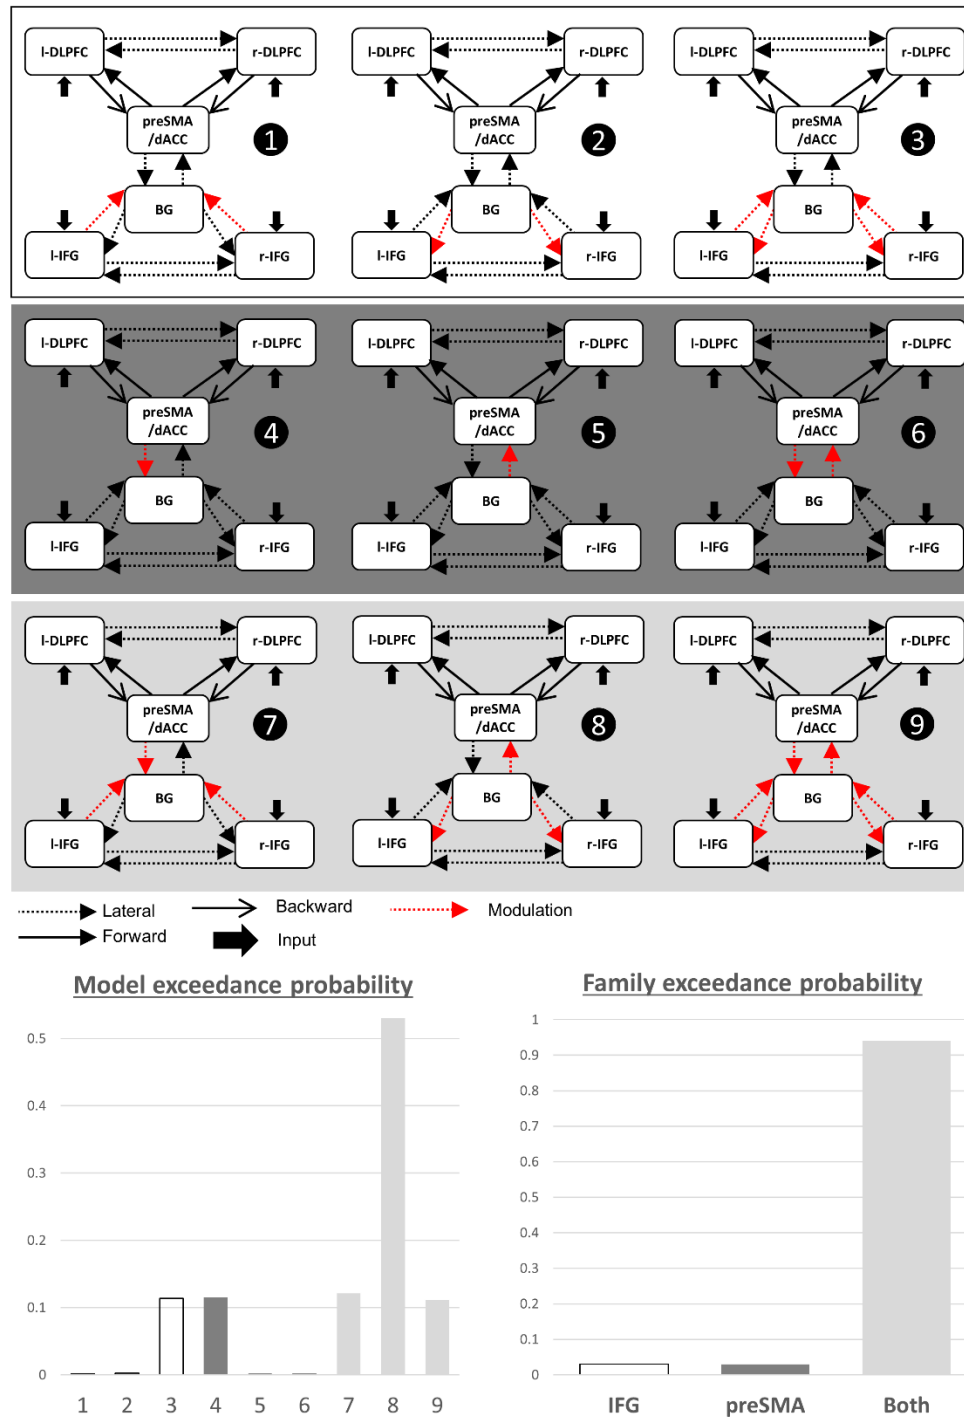 l-DLPFC r-DLPFC l-DLPFC r-DLPFC l-DLPFC r-DLPFC
preSMA
/dACC 1 preSMA
/dACC 2 preSMA
/dACC 3
BG BG BG
l-IFG r-IFG l-IFG r-IFG l-IFG r-IFG
l-DLPFC r-DLPFC l-DLPFC r-DLPFC l-DLPFC r-DLPFC
preSMA
/dACC 4 preSMA
/dACC 5 preSMA
/dACC 6
BG BG BG
l-IFG r-IFG l-IFG r-IFG l-IFG r-IFG
l-DLPFC r-DLPFC l-DLPFC r-DLPFC l-DLPFC r-DLPFC
preSMA
/dACC 7 preSMA
/dACC 8 preSMA
/dACC 9
BG BG BG
l-IFG r-IFG l-IFG r-IFG l-IFG r-IFG
Lateral Backward Modulation
Forward Input
Model exceedance probability
0.5
0.4
0.3
0.2
0.1
0
1 2 3 4 5 6 7 8 9
Family exceedance probability
1
0.9
0.8
0.7
0.6
0.5
0.4
0.3
0.2
0.1
0
IFG preSMA Both